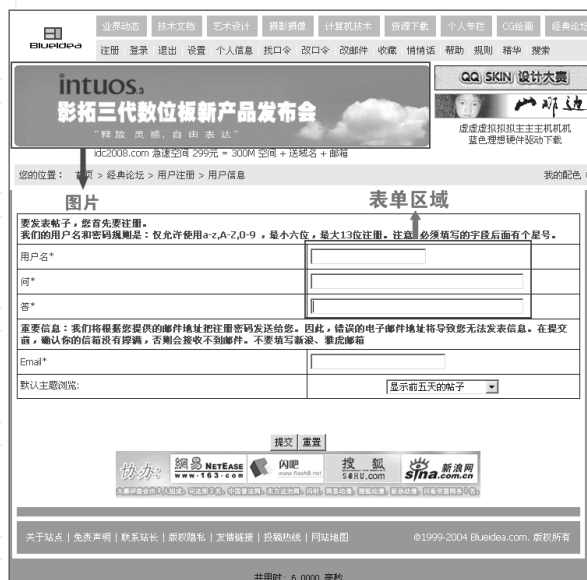 业界动态 技术文档 艺术设计 摄影摄像 计算机技术 资源下载 个人专栏 CG绘画 经典论坛
BlueIdea
注册 登录 退出 设置 个人信息 找口令 改口令 改邮件 收藏 悄悄话 帮助 规则 精华 搜索
intuos3
影拓三代数位板新产品发布会
"释放灵感,自由表达"
QQ SKIN 设计大赛
山那边
虚虚虚拟拟拟主主主机机机
蓝色理想硬件驱动下载
idc2008.com 急速空间 299元 = 300M 空间 + 送域名 + 邮箱
您的位置: 首页 > 经典论坛 > 用户注册 > 用户信息
我的配色
图片
表单区域
要发表帖子,您首先要注册。
我们的用户名和密码规则是:仅允许使用a-z,A-Z,0-9 ,最小六位,最大13位注册。注意 必须填写的字段后面有个星号。
用户名*
问*
答*
重要信息:我们将根据您提供的邮件地址把注册密码发送给您。因此,错误的电子邮件地址将导致您无法发表信息。在提交
前,确认你的信箱没有撑满,否则会接收不到邮件。不要填写新浪、雅虎邮箱
Email*
默认主题浏览:
显示前五天的帖子
提交 重置
协办:
網易 NETEASE
www.163.com
闪吧
www.flash8.net
搜狐
SOHU.com
sina 新浪网
.com.cn
关于站点 | 免责声明 | 联系站长 | 版权隐私 | 友情链接 | 投稿热线 | 网站地图
©1999-2004 Blueidea.com. 版权所有
共用时: 6.0000 毫秒